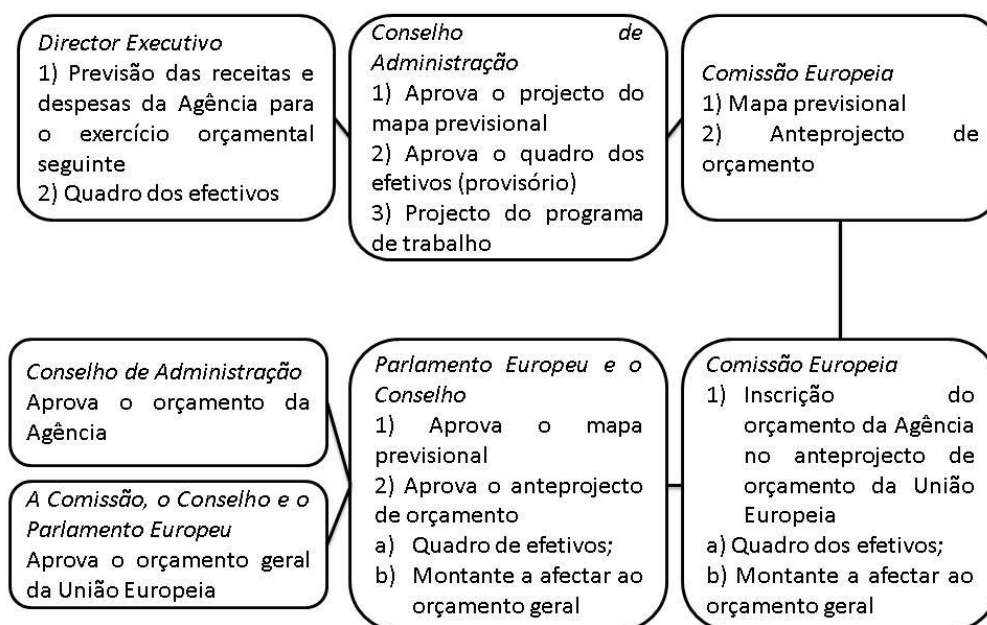 Director Executivo
1) Previsão das receitas e
despesas da Agência para
o exercício orçamental
seguinte
2) Quadro dos efectivos
Conselho de
Administração
1) Aprova o projecto do
mapa previsional
2) Aprova o quadro dos
efetivos (provisório)
3) Projecto do programa
de trabalho
Comissão Europeia
1) Mapa previsional
2) Anteprojecto de
orçamento
Comissão Europeia
1) Inscrição do
orçamento da Agência
no anteprojecto de
orçamento da União
Europeia
a) Quadro dos efetivos;
b) Montante a afectar ao
orçamento geral
Parlamento Europeu e o
Conselho
1) Aprova o mapa
previsional
2) Aprova o anteprojecto
de orçamento
a) Quadro de efetivos;
b) Montante a afectar ao
orçamento geral
Conselho de Administração
Aprova o orçamento da
Agência
A Comissão, o Conselho e o
Parlamento Europeu
Aprova o orçamento geral
da União Europeia